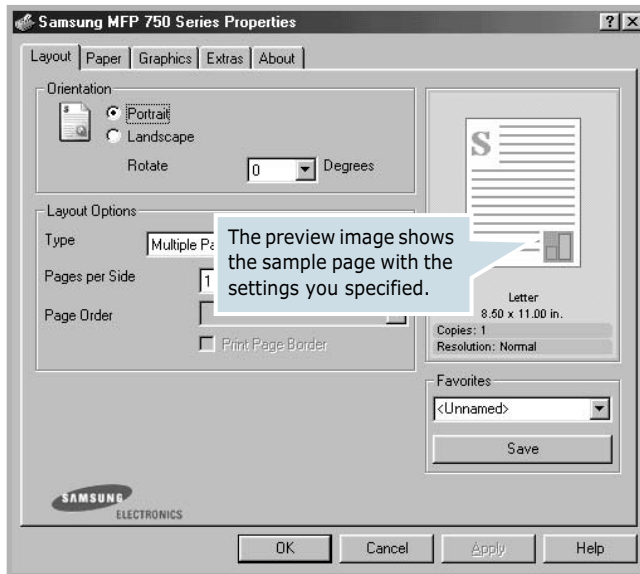 Samsung MFP 750 Series Properties
Layout Paper Graphics Extras About
Orientation
Portrait
Landscape
Rotate 0 Degrees
Layout Options
Type Multiple Pa
Pages per Side 1
Page Order
Print Page Border
The preview image shows
the sample page with the
settings you specified.
S
Letter
8.50 x 11.00 in.
Copies: 1
Resolution: Normal
Favorites
<Unnamed>
Save
SAMSUNG
ELECTRONICS
OK Cancel Apply Help